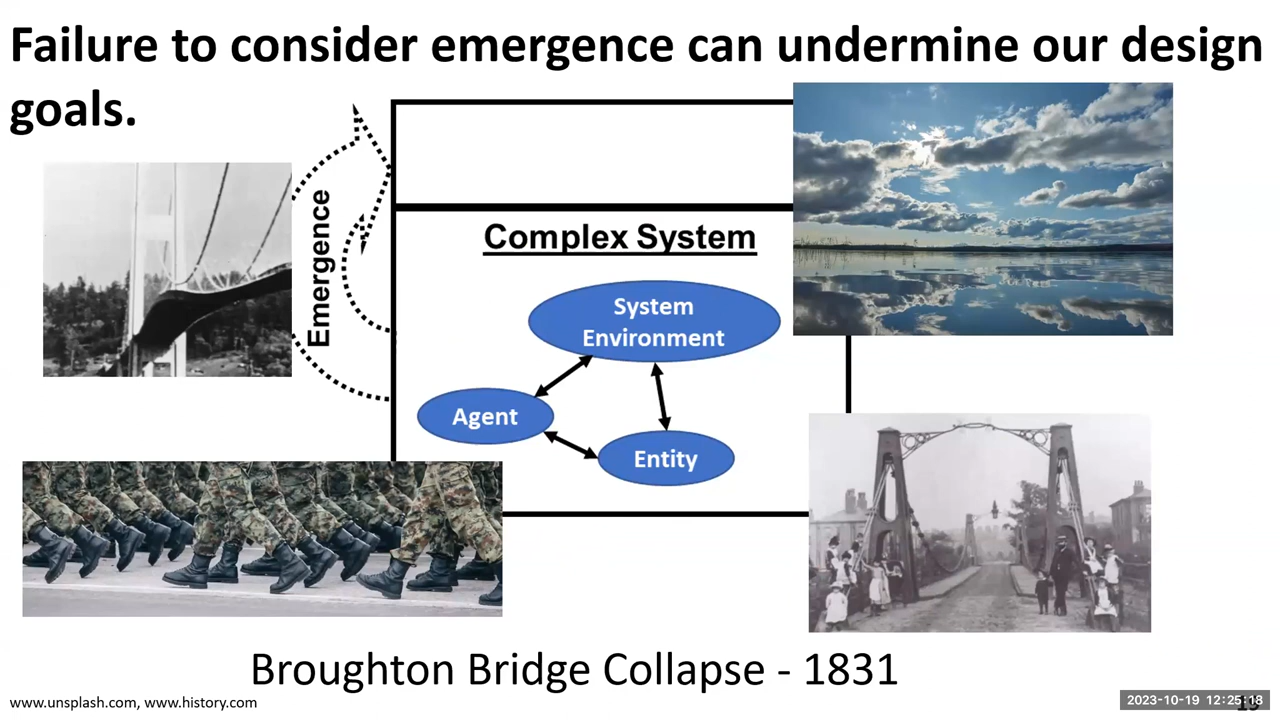 Failure to consider emergence can undermine our design
goals.
Emergence
Complex System
System
Environment
Agent
Entity
Broughton Bridge Collapse - 1831
www.unsplash.com, www.history.com
2023-10-19 12:25:18